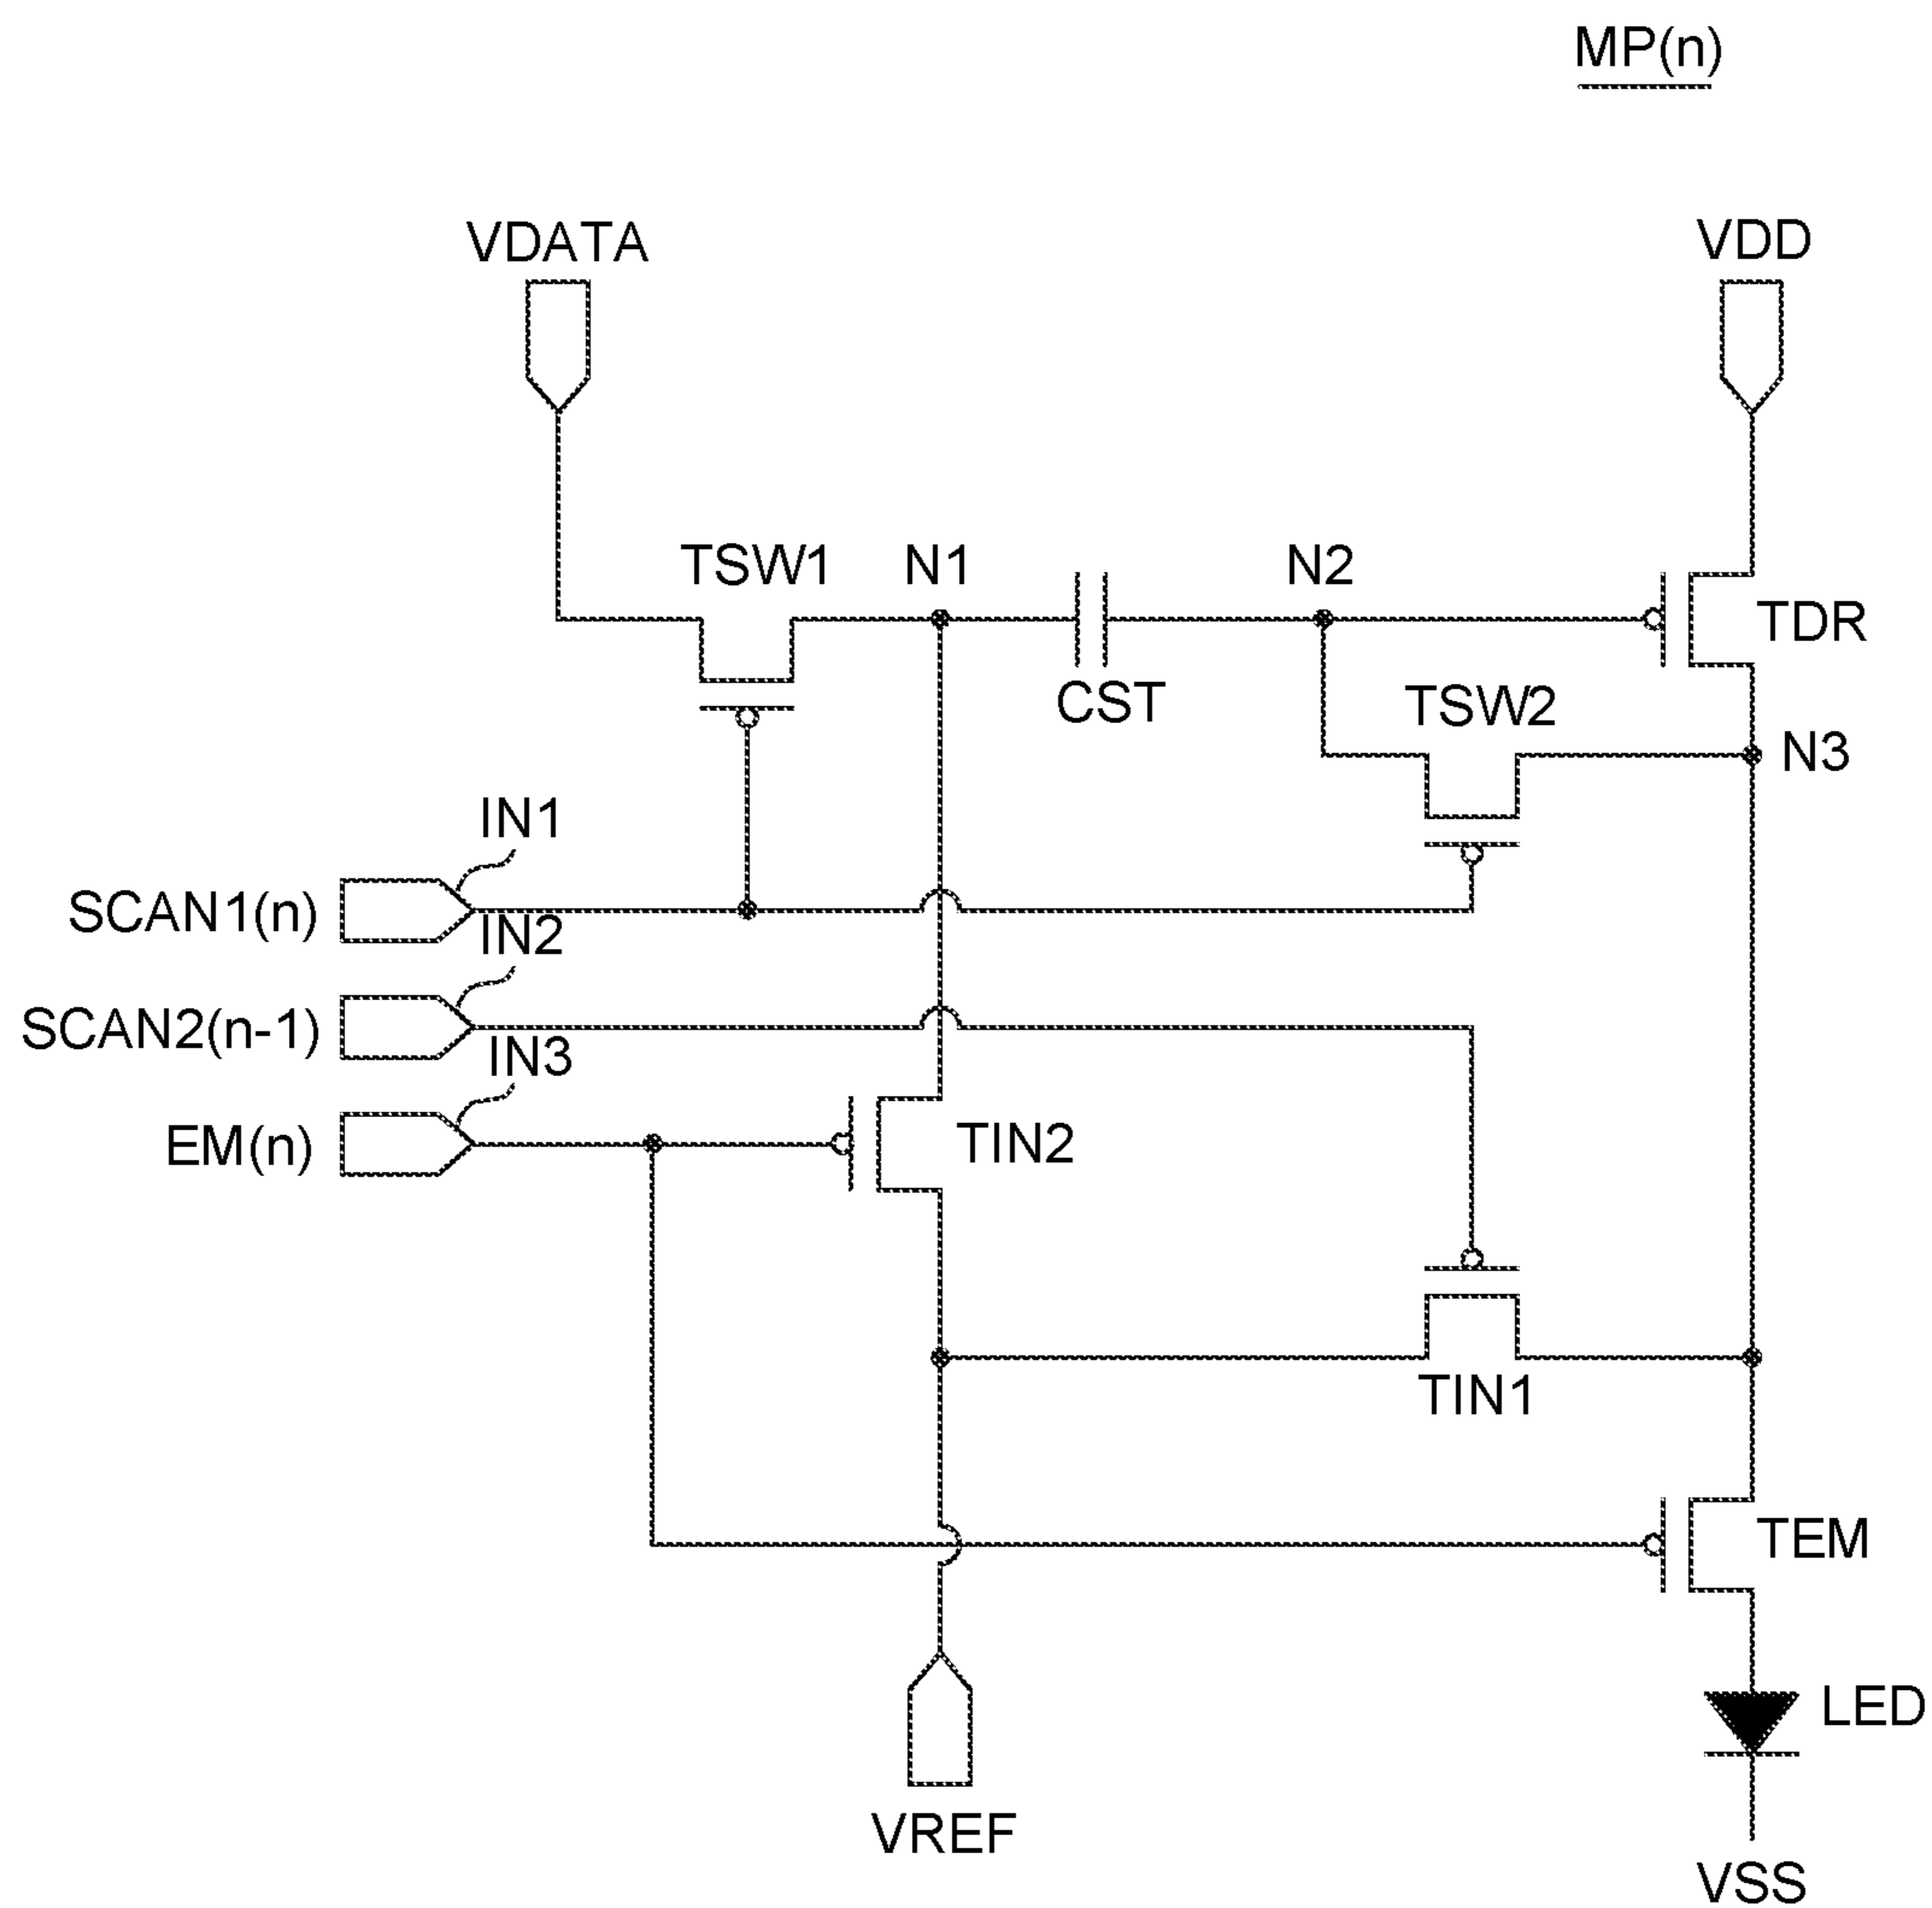 MP(n)
VDATA
VDD
TSW1
N1
N2
TDR
CST
TSW2
N3
IN1
SCAN1(n)
IN2
SCAN2(n-1)
IN3
EM(n)
TIN2
TIN1
TEM
LED
VREF
VSS